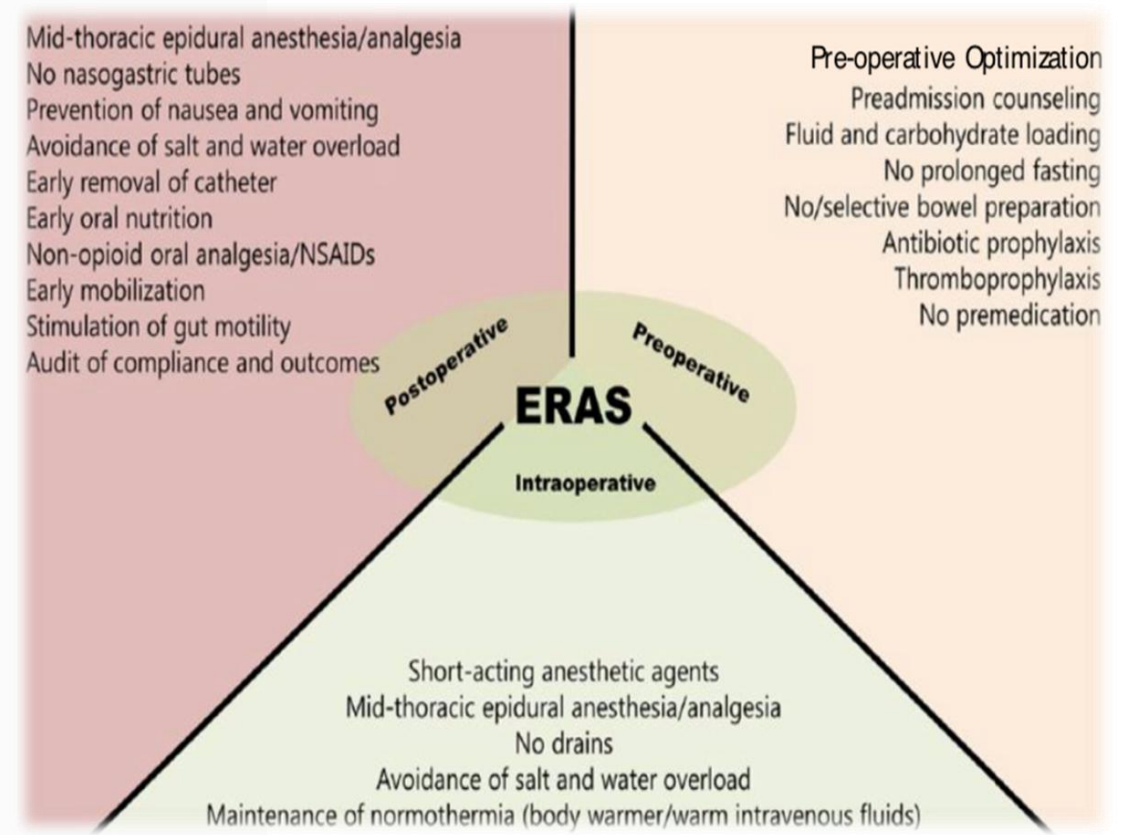 Mid-thoracic epidural anesthesia/analgesia
No nasogastric tubes
Prevention of nausea and vomiting
Avoidance of salt and water overload
Early removal of catheter
Early oral nutrition
Non-opioid oral analgesia/NSAIDs
Early mobilization
Stimulation of gut motility
Audit of compliance and outcomes
Pre-operative Optimization
Preadmission counseling
Fluid and carbohydrate loading
No prolonged fasting
No/selective bowel preparation
Antibiotic prophylaxis
Thromboprophylaxis
No premedication
Postoperative
Preoperative
ERAS
Intraoperative
Short-acting anesthetic agents
Mid-thoracic epidural anesthesia/analgesia
No drains
Avoidance of salt and water overload
Maintenance of normothermia (body warmer/warm intravenous fluids)